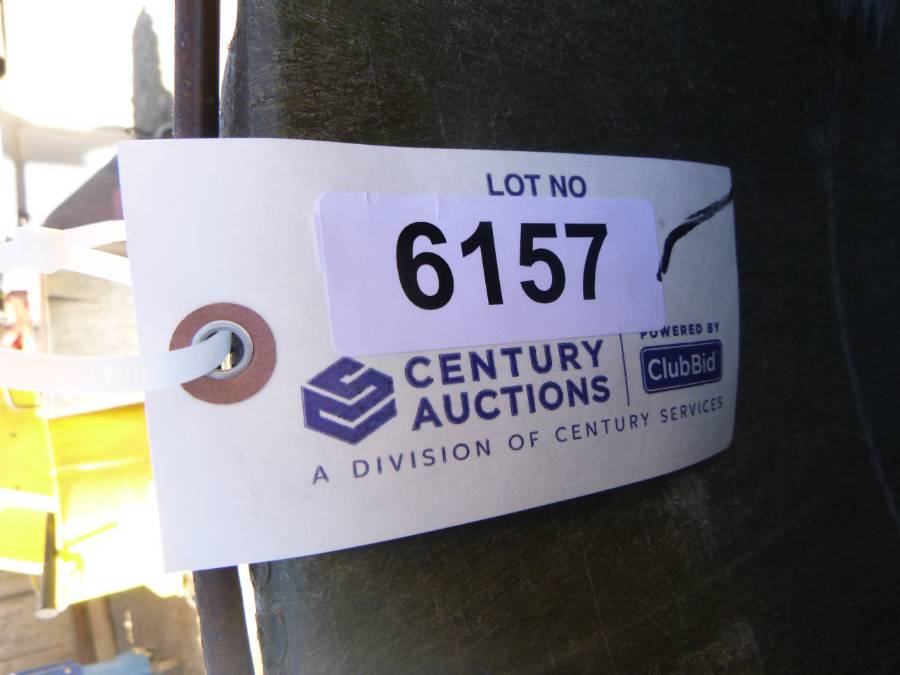 LOT NO
6157
CENTURY
AUCTIONS
POWERED BY
ClubBid
A DIVISION OF CENTURY SERVICES